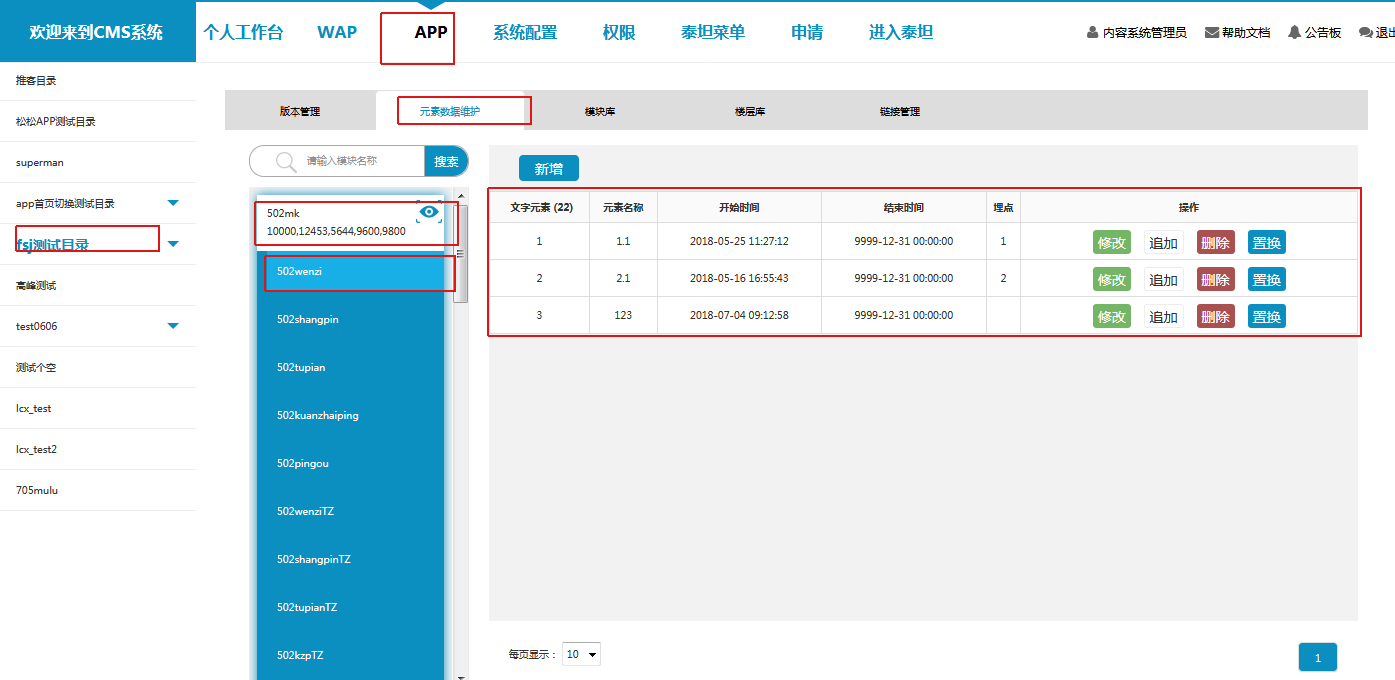 欢迎来到CMS系统
个人工作台 WAP APP 系统配置 权限 泰坦菜单 申请 进入泰坦
内容系统管理员 帮助文档 公告板 退出
推客目录
松松APP测试目录
superman
app首页切换测试目录
fsj测试目录
高峰测试
test0606
测试个空
lcx_test
lcx_test2
705mulu
版本管理 元素数据维护 模块库 楼层库 链接管理
请输入模块名称 搜索
502mk
10000,12453,5644,9600,9800
502wenzi
502shangpin
502tupian
502kuanzhaiping
502pingou
502wenziTZ
502shangpinTZ
502tupianTZ
502kzpTZ
新增
文字元素 (22) 元素名称 开始时间 结束时间 埋点 操作
1 1.1 2018-05-25 11:27:12 9999-12-31 00:00:00 1 修改 追加 删除 置换
2 2.1 2018-05-16 16:55:43 9999-12-31 00:00:00 2 修改 追加 删除 置换
3 123 2018-07-04 09:12:58 9999-12-31 00:00:00 修改 追加 删除 置换
每页显示： 10
1